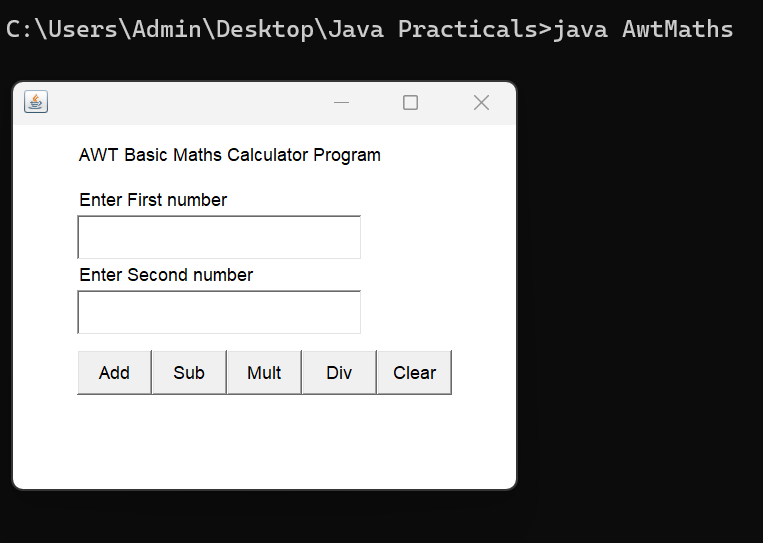 C:\Users\Admin\Desktop\Java Practicals>java AwtMaths
AWT Basic Maths Calculator Program
Enter First number
Enter Second number
Add Sub Mult Div Clear